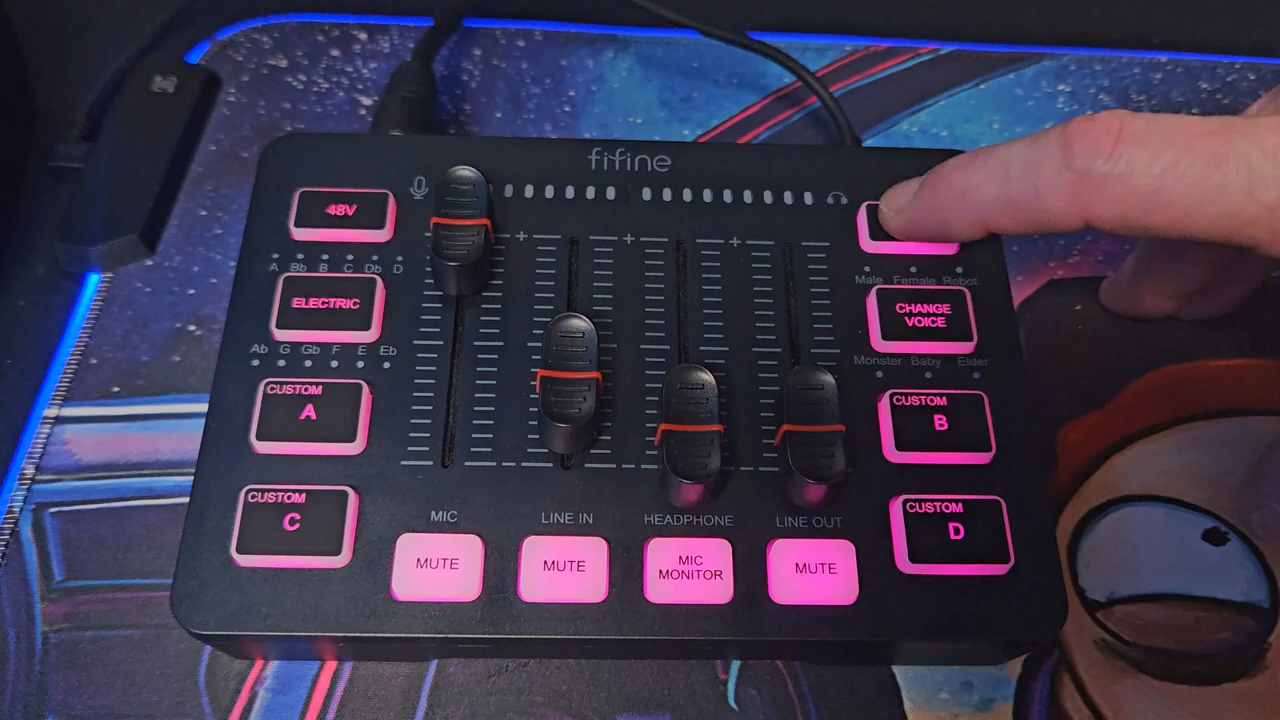 fifine
48V
A Bb B C Db D
ELECTRIC
Ab G Gb F E Eb
CUSTOM
A
CUSTOM
C
Male Female Robot
CHANGE
VOICE
Monster Baby Elder
CUSTOM
B
CUSTOM
D
MIC
LINE IN
HEADPHONE
LINE OUT
MUTE
MUTE
MIC
MONITOR
MUTE